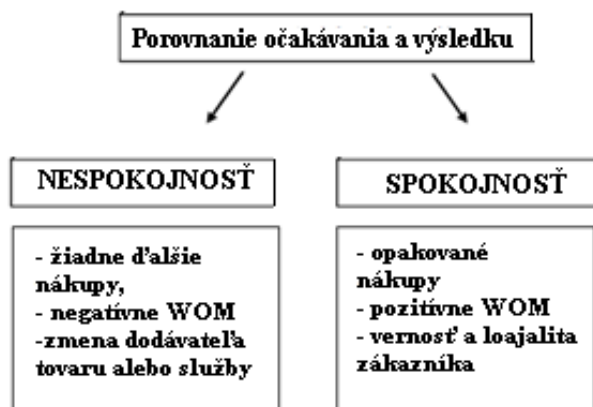 Porovnanie očakávania a výsledku
NESPOKOJNOSŤ
- žiadne ďalšie
nákupy,
- negatívne WOM
-zmena dodávateľa
tovaru alebo služby
SPOKOJNOSŤ
- opakované
nákupy
- pozitívne WOM
- vernosť a loajalita
zákazníka